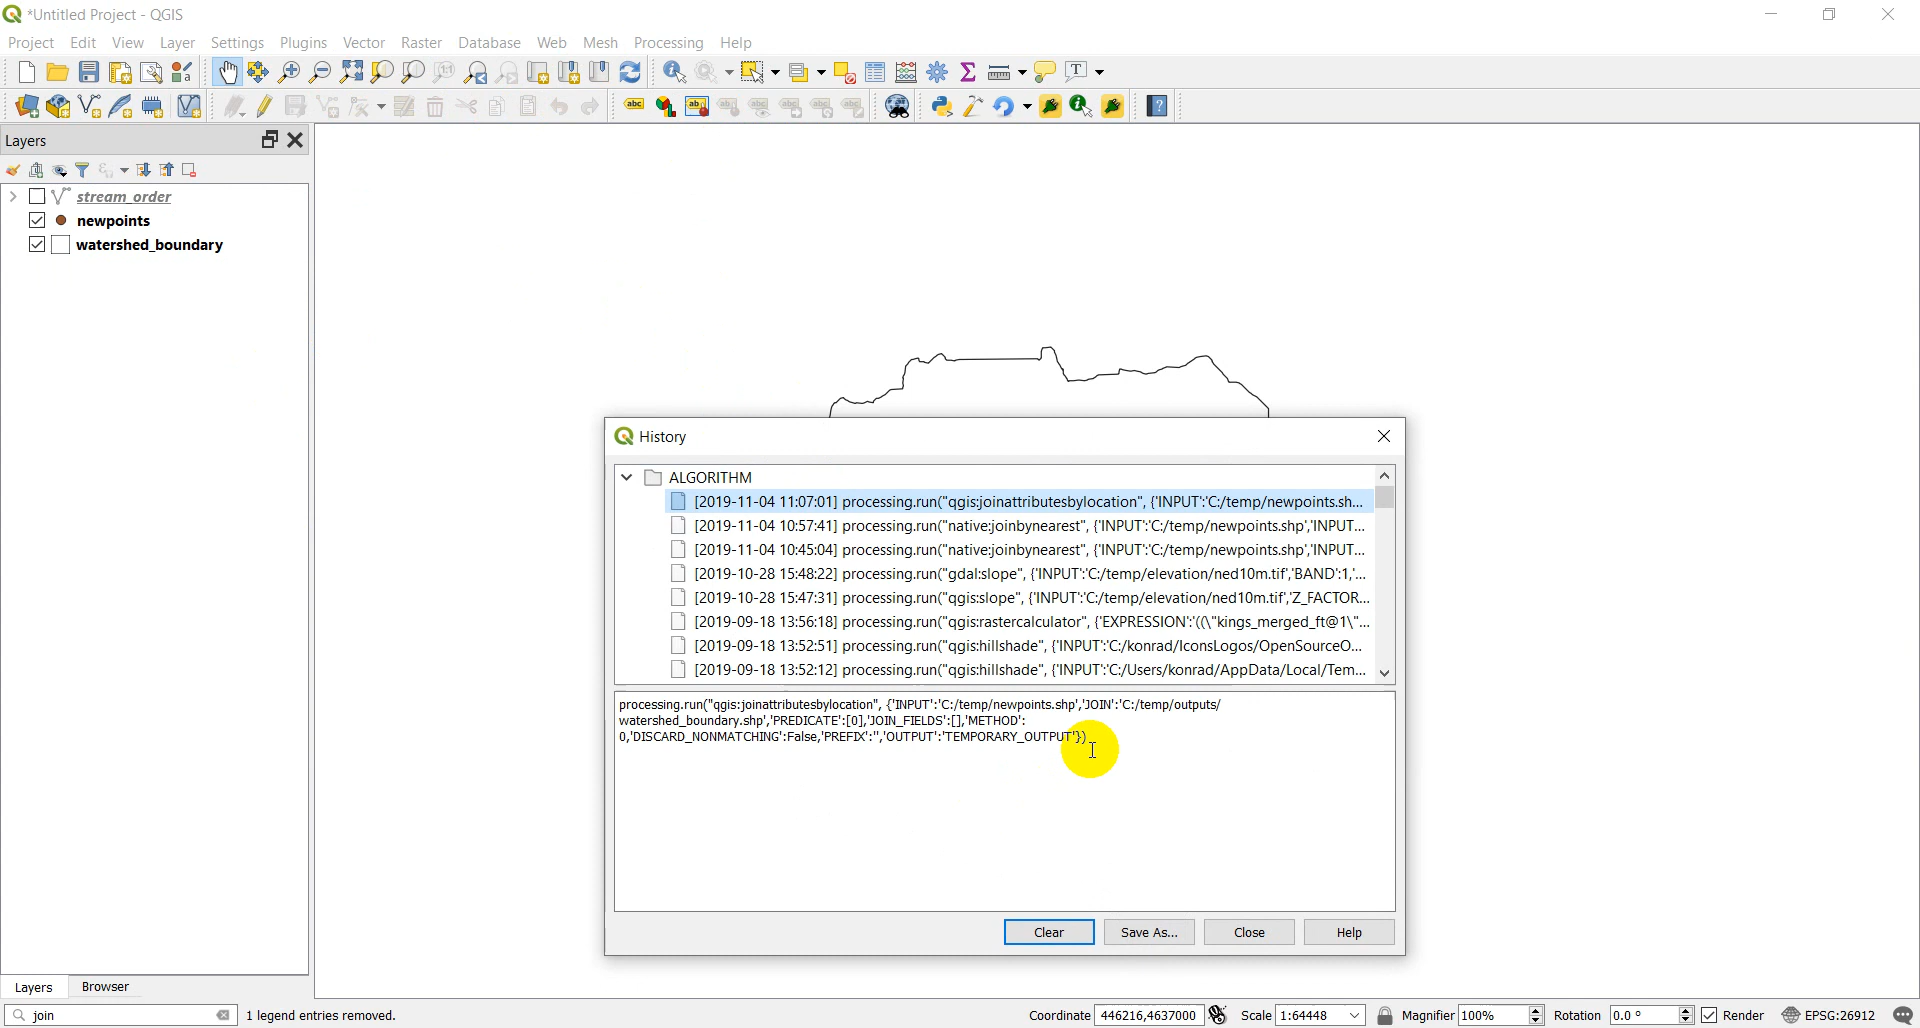 *Untitled Project - QGIS
Project Edit View Layer Settings Plugins Vector Raster Database Web Mesh Processing Help
Layers
stream_order
newpoints
watershed_boundary
History
ALGORITHM
[2019-11-04 11:07:01] processing.run("qgis:joinattributesbylocation", {'INPUT':'C:/temp/newpoints.sh...
[2019-11-04 10:57:41] processing.run("native:joinbynearest", {'INPUT':'C:/temp/newpoints.shp','INPUT...
[2019-11-04 10:45:04] processing.run("native:joinbynearest", {'INPUT':'C:/temp/newpoints.shp','INPUT...
[2019-10-28 15:48:22] processing.run("gdal:slope", {'INPUT':'C:/temp/elevation/ned10m.tif','BAND':1,'...
[2019-10-28 15:47:31] processing.run("qgis:slope", {'INPUT':'C:/temp/elevation/ned10m.tif','Z_FACTOR...
[2019-09-18 13:56:18] processing.run("qgis:rastercalculator", {'EXPRESSION':'((\"kings_merged_ft@1\"...
[2019-09-18 13:52:51] processing.run("qgis:hillshade", {'INPUT':'C:/konrad/IconsLogos/OpenSourceO...
[2019-09-18 13:52:12] processing.run("qgis:hillshade", {'INPUT':'C:/Users/konrad/AppData/Local/Tem...
processing.run("qgis:joinattributesbylocation", {'INPUT':'C:/temp/newpoints.shp','JOIN':'C:/temp/outputs/
watershed_boundary.shp','PREDICATE':[0],'JOIN_FIELDS':[],'METHOD':
0,'DISCARD_NONMATCHING':False,'PREFIX':'','OUTPUT':'TEMPORARY_OUTPUT'})
Clear Save As... Close Help
Layers Browser
join 1 legend entries removed. Coordinate 446216,4637000 Scale 1:64448 Magnifier 100% Rotation 0.0 ° Render EPSG:26912